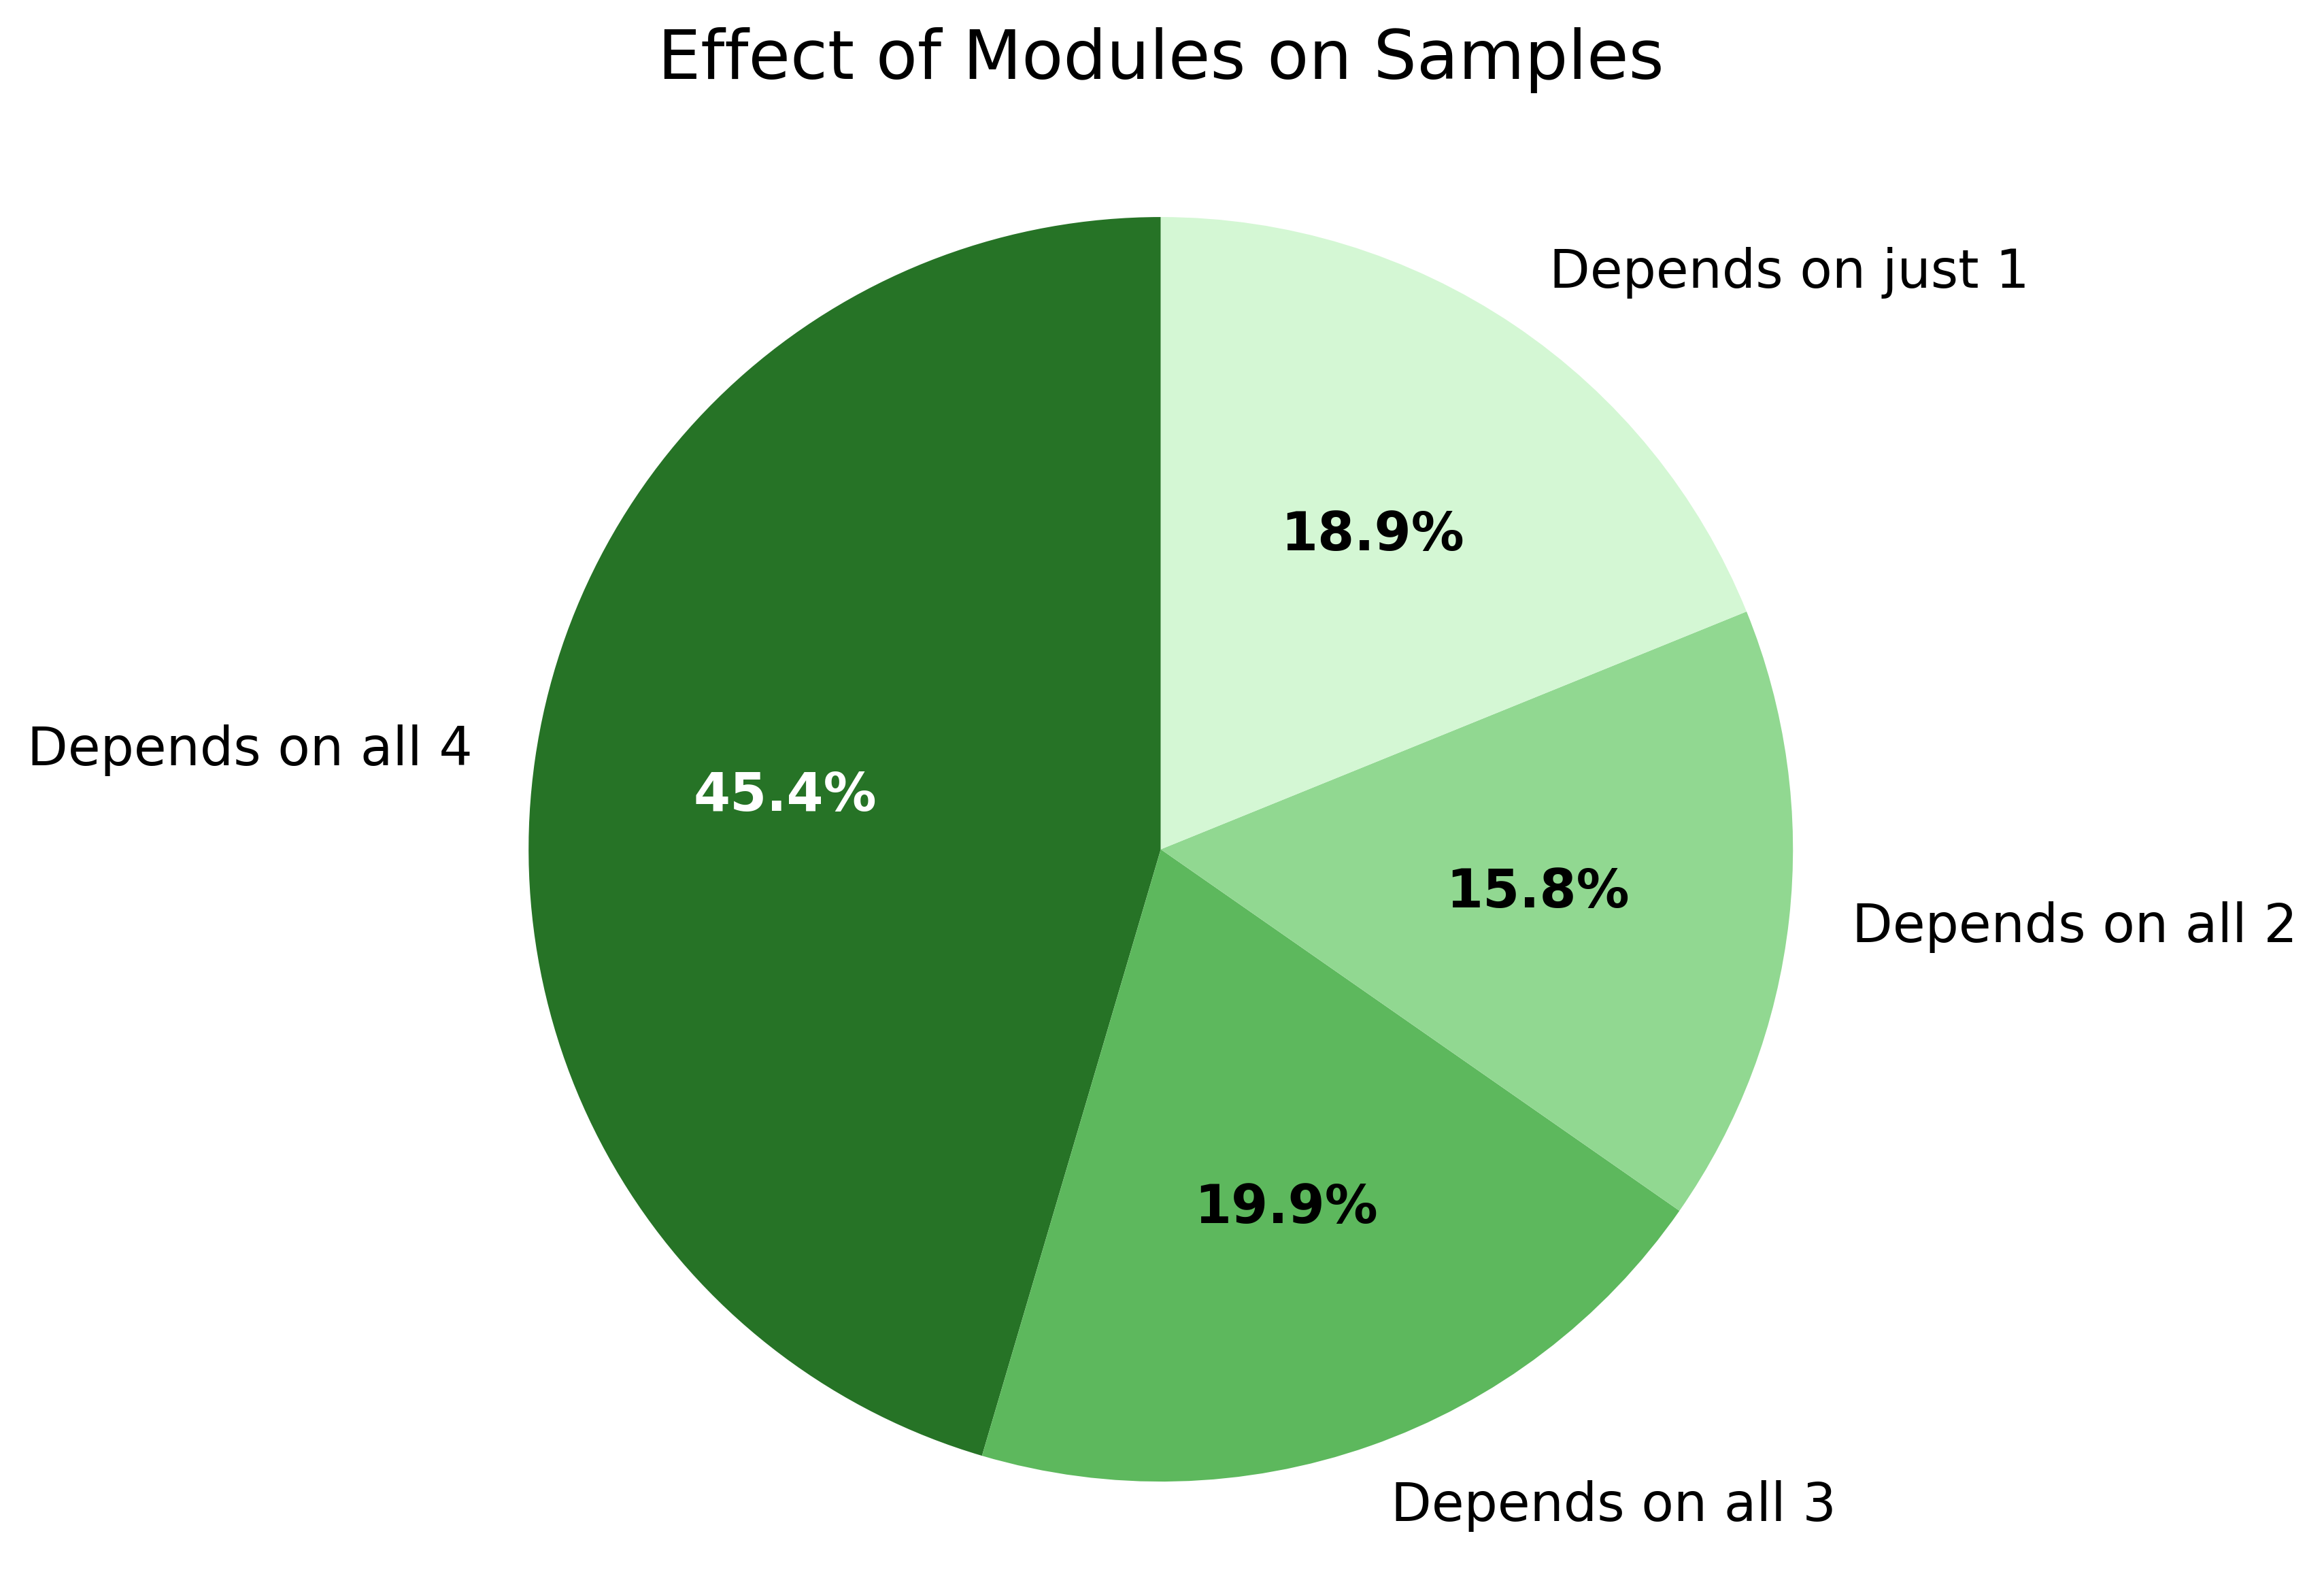 Effect of Modules on Samples
Depends on just 1
18.9%
Depends on all 4
45.4%
15.8%
Depends on all 2
19.9%
Depends on all 3